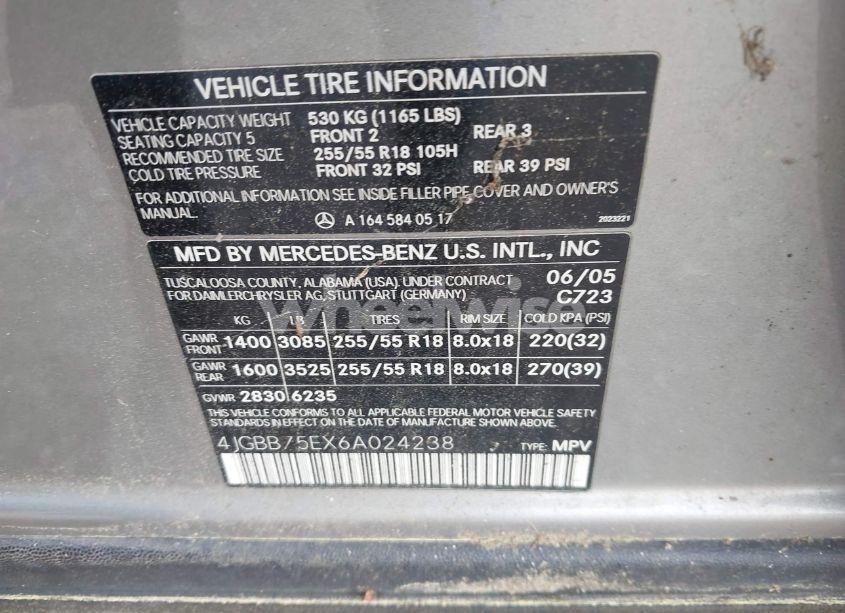 VEHICLE TIRE INFORMATION
VEHICLE CAPACITY WEIGHT 530 KG (1165 LBS)
SEATING CAPACITY 5 FRONT 2 REAR 3
RECOMMENDED TIRE SIZE 255/55 R18 105H
COLD TIRE PRESSURE FRONT 32 PSI REAR 39 PSI
FOR ADDITIONAL INFORMATION SEE INSIDE FILLER PIPE COVER AND OWNER'S
MANUAL.
A 164 584 05 17 2023221
MFD BY MERCEDES-BENZ U.S. INTL., INC
TUSCALOOSA COUNTY, ALABAMA (USA), UNDER CONTRACT 06/05
FOR DAIMLERCHRYSLER AG, STUTTGART (GERMANY) C723
KG LB TIRES RIM SIZE COLD KPA (PSI)
GAWR FRONT 1400 3085 255/55 R18 8.0x18 220(32)
GAWR REAR 1600 3525 255/55 R18 8.0x18 270(39)
GVWR 2830 6235
THIS VEHICLE CONFORMS TO ALL APPLICABLE FEDERAL MOTOR VEHICLE SAFETY
STANDARDS IN EFFECT ON THE DATE OF MANUFACTURE SHOWN ABOVE.
4JGBB75EX6A024238 TYPE: MPV